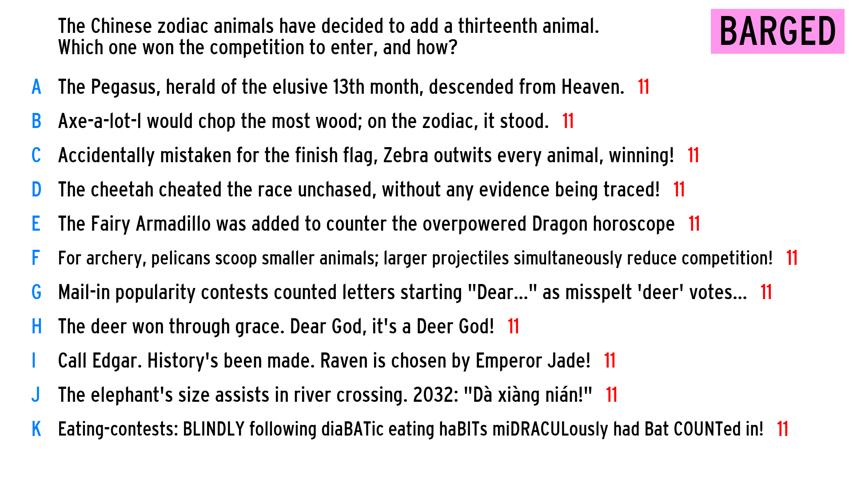 The Chinese zodiac animals have decided to add a thirteenth animal.
Which one won the competition to enter, and how?
BARGED
A The Pegasus, herald of the elusive 13th month, descended from Heaven. 11
B Axe-a-lot-l would chop the most wood; on the zodiac, it stood. 11
C Accidentally mistaken for the finish flag, Zebra outwits every animal, winning! 11
D The cheetah cheated the race unchased, without any evidence being traced! 11
E The Fairy Armadillo was added to counter the overpowered Dragon horoscope 11
F For archery, pelicans scoop smaller animals; larger projectiles simultaneously reduce competition! 11
G Mail-in popularity contests counted letters starting "Dear..." as misspelt 'deer' votes... 11
H The deer won through grace. Dear God, it's a Deer God! 11
I Call Edgar. History's been made. Raven is chosen by Emperor Jade! 11
J The elephant's size assists in river crossing. 2032: "Dà xiàng nián!" 11
K Eating-contests: BLINDLY following diaBATic eating haBITs miDRACULously had Bat COUNTed in! 11